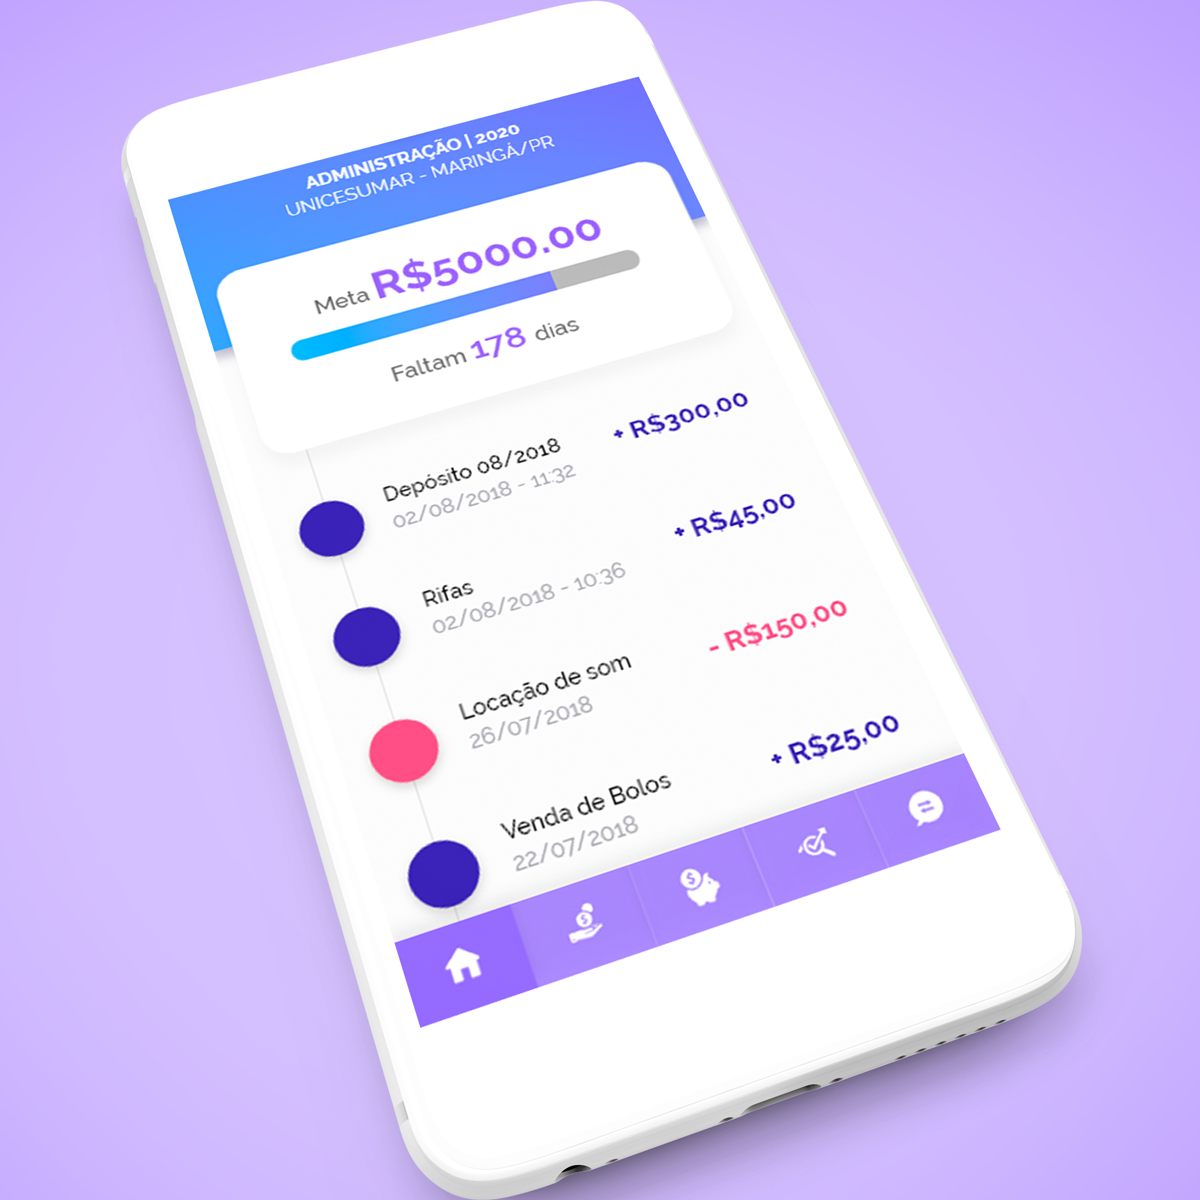 ADMINISTRAÇÃO | 2020
UNICESUMAR - MARINGÁ/PR
Meta R$5000.00
Faltam 178 dias
Depósito 08/2018 + R$300,00
02/08/2018 - 11:32
Rifas + R$45,00
02/08/2018 - 10:36
Locação de som - R$150,00
26/07/2018
Venda de Bolos + R$25,00
22/07/2018